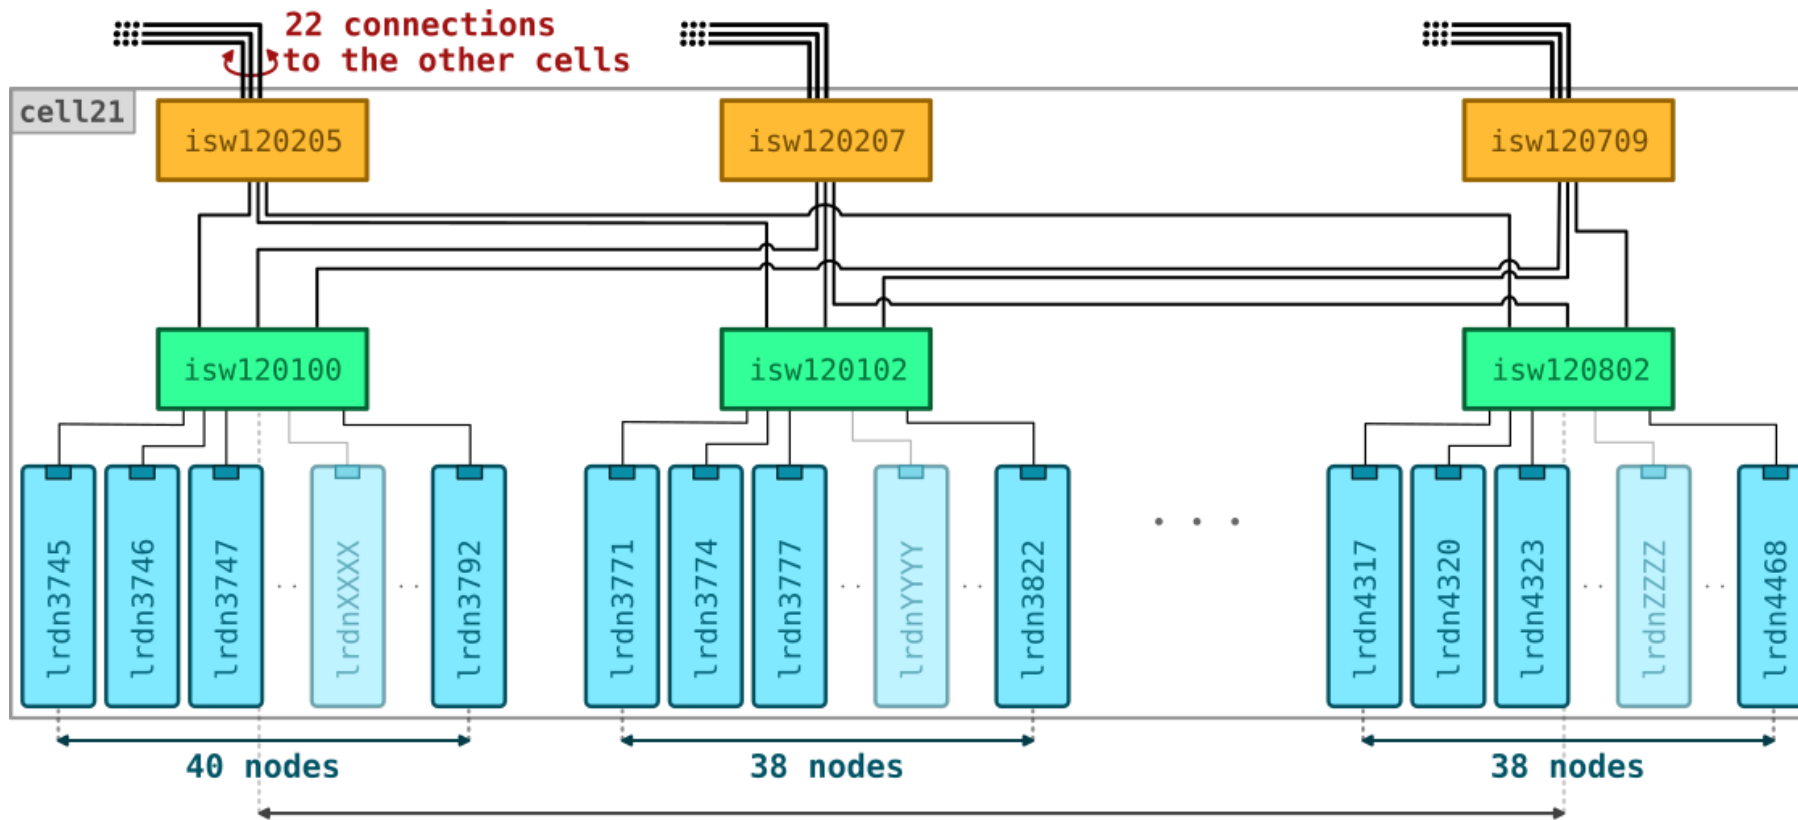 22 connections
to the other cells
cell21
isw120205
isw120207
isw120709
isw120100
isw120102
isw120802
lrdn3745
lrdn3746
lrdn3747
..
lrdnXXXX
..
lrdn3792
lrdn3771
lrdn3774
lrdn3777
..
lrdnYYYY
..
lrdn3822
. . .
lrdn4317
lrdn4320
lrdn4323
..
lrdnZZZZ
..
lrdn4468
40 nodes
38 nodes
38 nodes